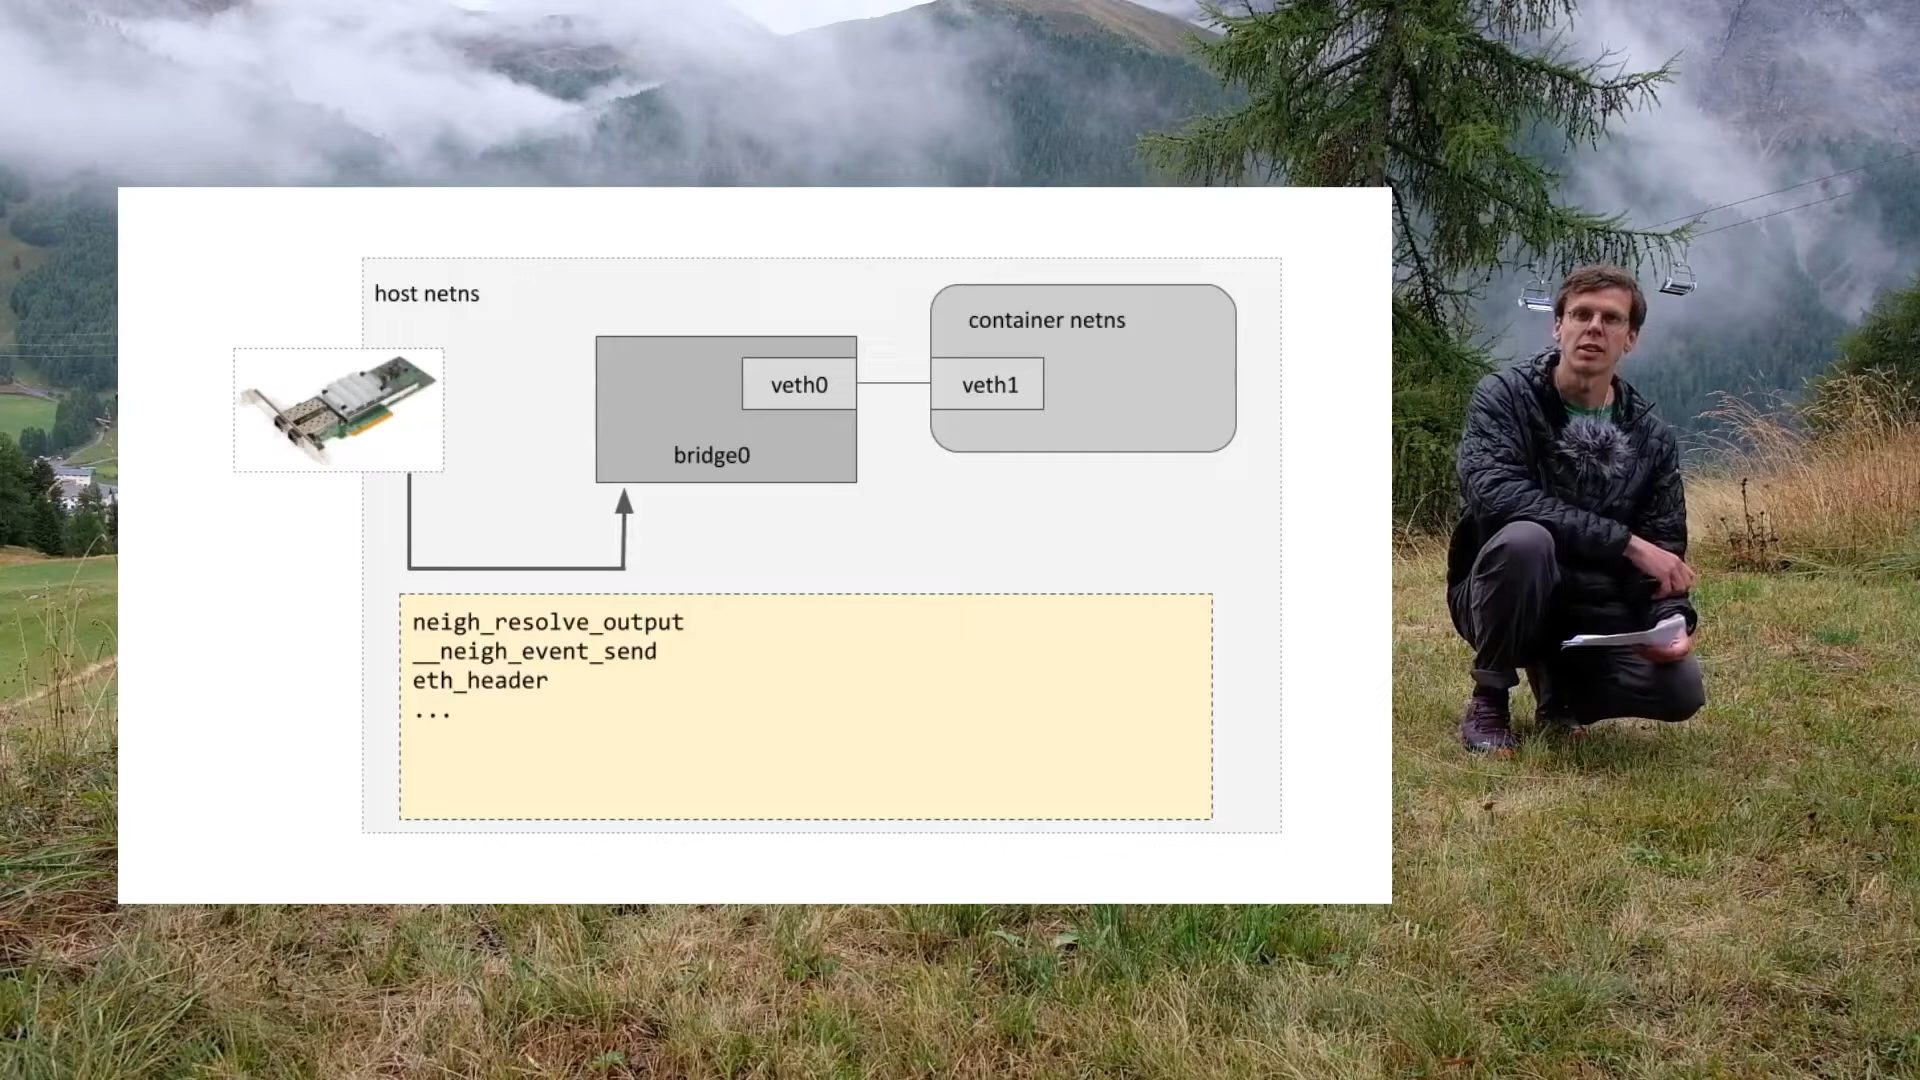 host netns
container netns
veth0
veth1
bridge0
neigh_resolve_output
__neigh_event_send
eth_header
...